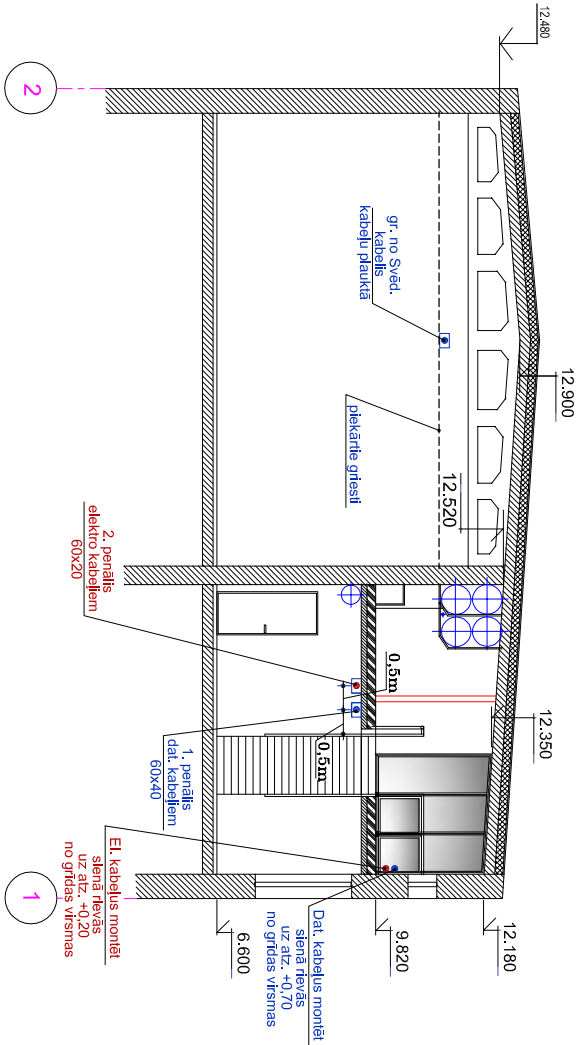 12.480
2
12.900
gr. no Svēd.
kabelis
kabeļu plauktā
piekārtie griesti
12.520
2. penālis
elektro kabeļiem
60x20
0,5m
12.350
0,5m
1. penālis
dat. kabeļiem
60x40
El. kabeļus montēt
sienā rievās
uz atz. +0,20
no grīdas virsmas
Dat. kabeļus montēt
sienā rievās
uz atz. +0,70
no grīdas virsmas
12.180
9.820
6.600
1